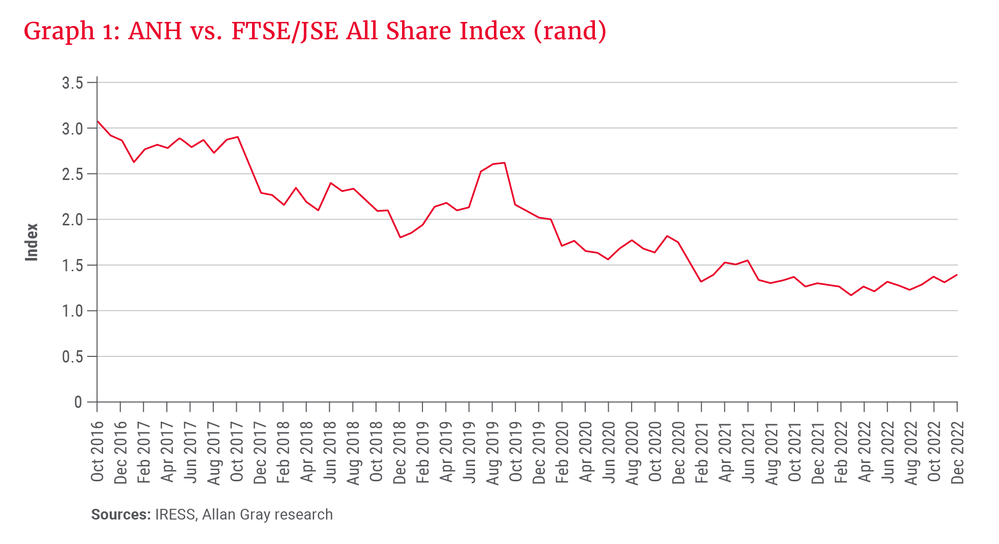 Graph 1: ANH vs. FTSE/JSE All Share Index (rand)
3.5
3.0
2.5
2.0
1.5
1.0
0.5
0
Index
Oct 2016
Dec 2016
Feb 2017
Apr 2017
Jun 2017
Aug 2017
Oct 2017
Dec 2017
Feb 2018
Apr 2018
Jun 2018
Aug 2018
Oct 2018
Dec 2018
Feb 2019
Apr 2019
Jun 2019
Aug 2019
Oct 2019
Dec 2019
Feb 2020
Apr 2020
Jun 2020
Aug 2020
Oct 2020
Dec 2020
Feb 2021
Apr 2021
Jun 2021
Aug 2021
Oct 2021
Dec 2021
Feb 2022
Apr 2022
Jun 2022
Aug 2022
Oct 2022
Dec 2022
Sources: IRESS, Allan Gray research